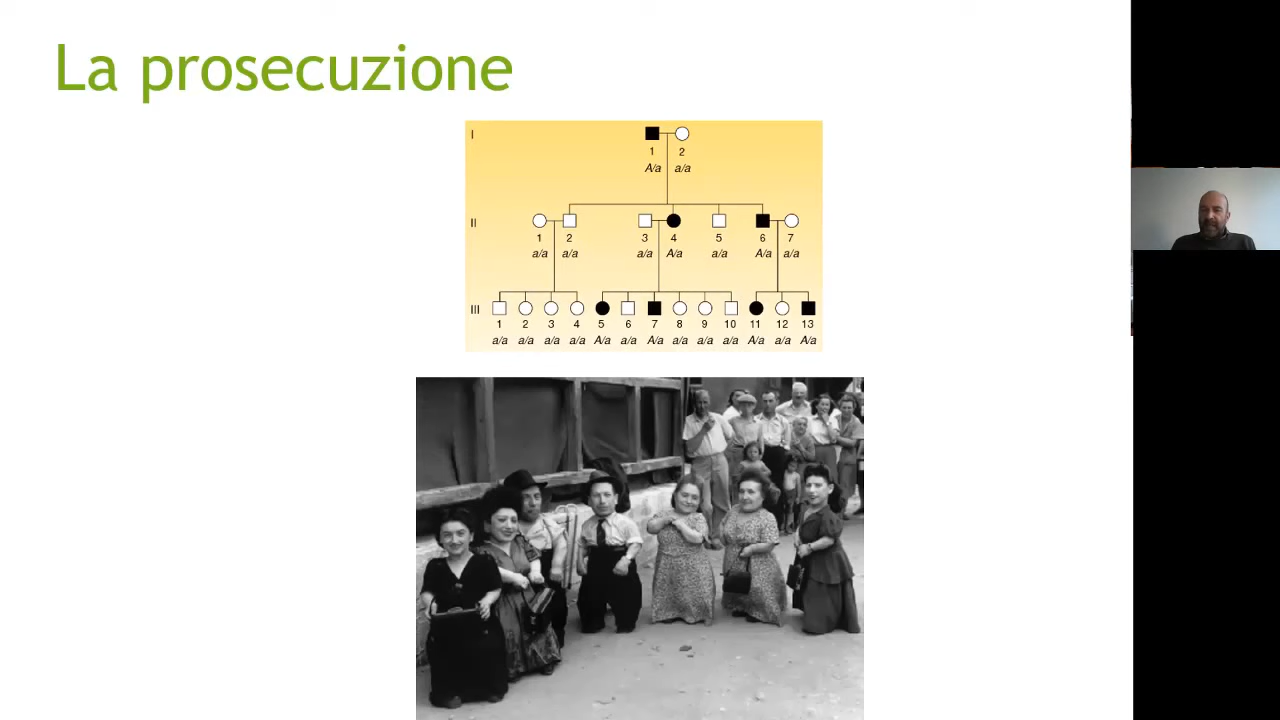 La prosecuzione
I
1 2
A/a a/a
II
1 2 3 4 5 6 7
a/a a/a a/a A/a a/a A/a a/a
III
1 2 3 4 5 6 7 8 9 10 11 12 13
a/a a/a a/a a/a A/a a/a A/a a/a a/a a/a A/a a/a A/a